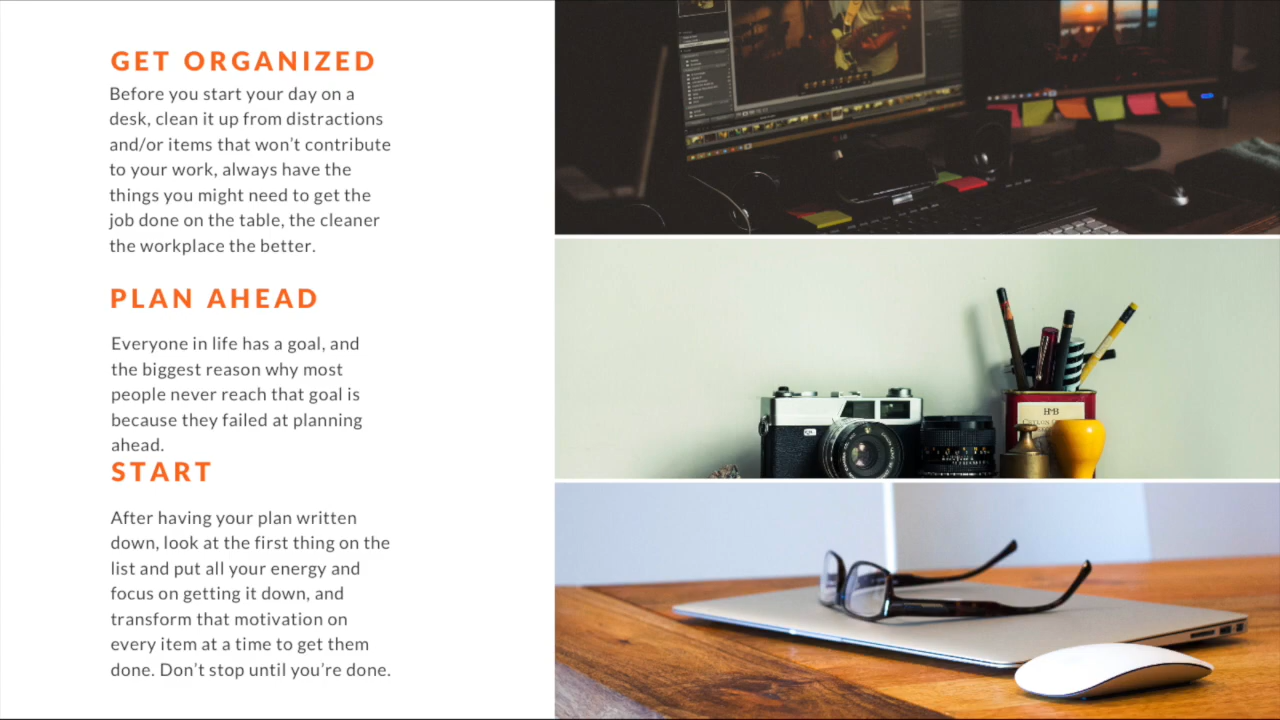 GET ORGANIZED
Before you start your day on a
desk, clean it up from distractions
and/or items that won't contribute
to your work, always have the
things you might need to get the
job done on the table, the cleaner
the workplace the better.
PLAN AHEAD
Everyone in life has a goal, and
the biggest reason why most
people never reach that goal is
because they failed at planning
ahead.
START
After having your plan written
down, look at the first thing on the
list and put all your energy and
focus on getting it down, and
transform that motivation on
every item at a time to get them
done. Don't stop until you're done.